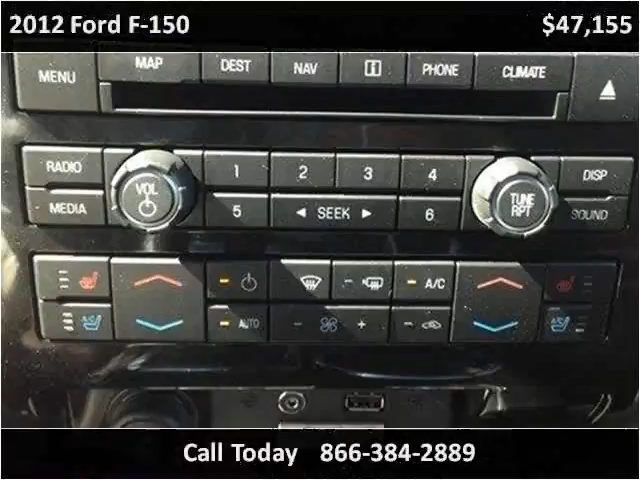 2012 Ford F-150 $47,155
MENU MAP DEST NAV i PHONE CLIMATE
RADIO VOL 1 2 3 4 TUNE RPT DISP
MEDIA 5 SEEK 6 SOUND
A/C
A/C AUTO - + A/C
Call Today 866-384-2889